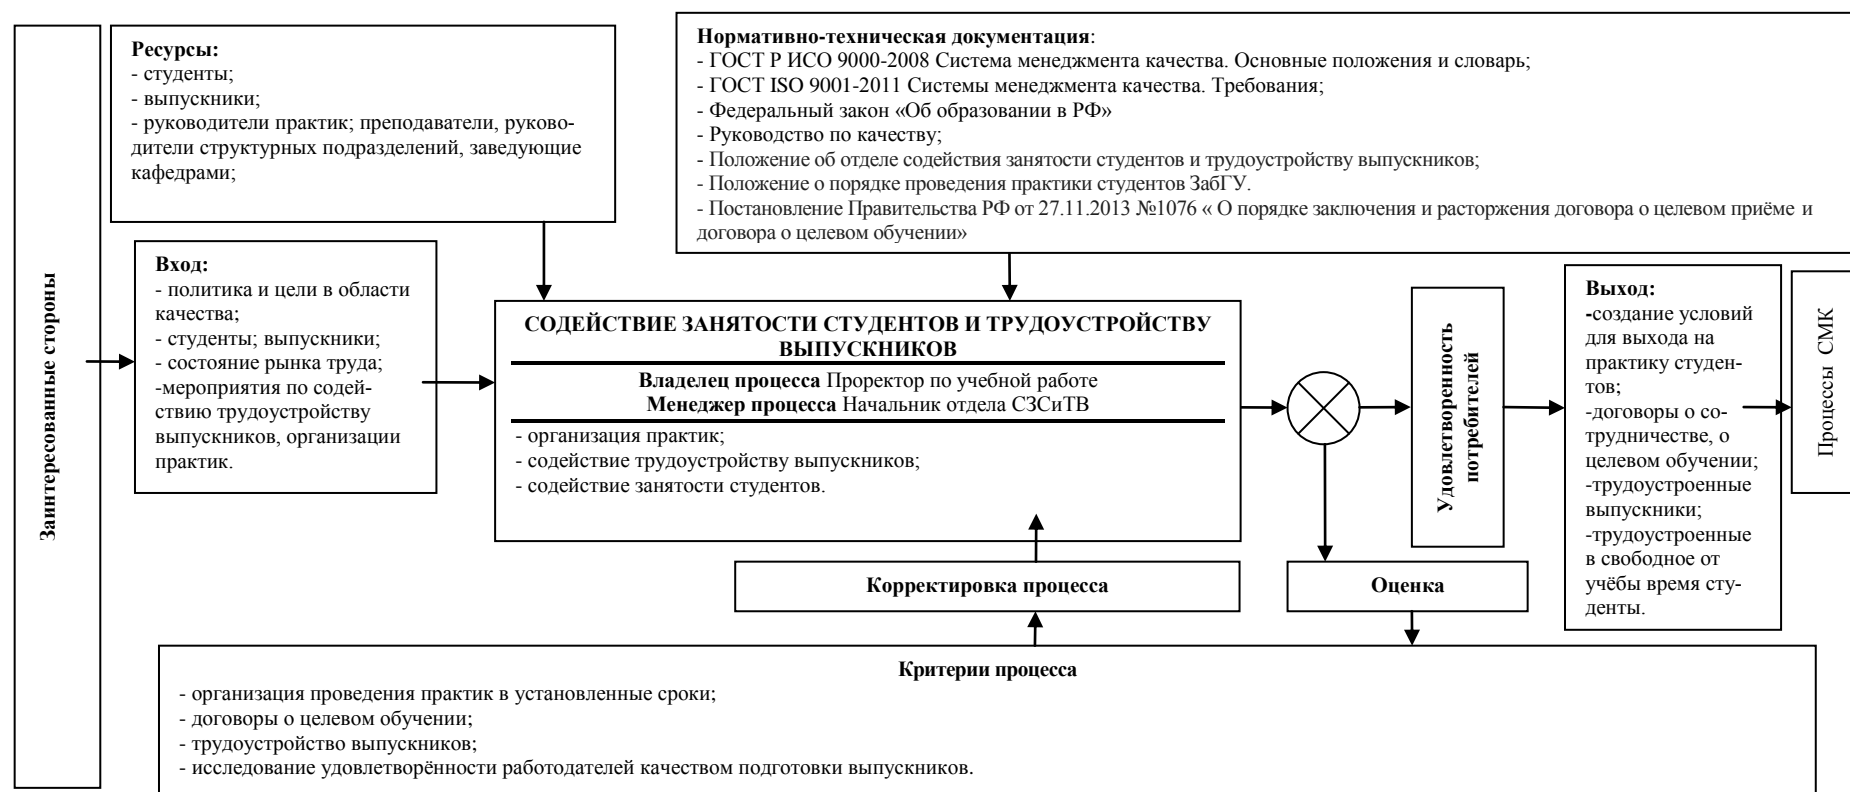 Заинтересованные стороны
Ресурсы:
- студенты;
- выпускники;
- руководители практик; преподаватели, руково-
дители структурных подразделений, заведующие
кафедрами;
Нормативно-техническая документация:
- ГОСТ Р ИСО 9000-2008 Система менеджмента качества. Основные положения и словарь;
- ГОСТ ISO 9001-2011 Системы менеджмента качества. Требования;
- Федеральный закон «Об образовании в РФ»
- Руководство по качеству;
- Положение об отделе содействия занятости студентов и трудоустройству выпускников;
- Положение о порядке проведения практики студентов ЗабГУ.
- Постановление Правительства РФ от 27.11.2013 №1076 « О порядке заключения и расторжения договора о целевом приёме и
договора о целевом обучении»
Вход:
- политика и цели в области
качества;
- студенты; выпускники;
- состояние рынка труда;
-мероприятия по содей-
ствию трудоустройству
выпускников, организации
практик.
СОДЕЙСТВИЕ ЗАНЯТОСТИ СТУДЕНТОВ И ТРУДОУСТРОЙСТВУ
ВЫПУСКНИКОВ
Владелец процесса Проректор по учебной работе
Менеджер процесса Начальник отдела СЗСиТВ
- организация практик;
- содействие трудоустройству выпускников;
- содействие занятости студентов.
Удовлетворенность
потребителей
Выход:
-создание условий
для выхода на
практику студен-
тов;
-договоры о со-
трудничестве, о
целевом обучении;
-трудоустроенные
выпускники;
-трудоустроенные
в свободное от
учёбы время сту-
денты.
Процессы СМК
Корректировка процесса
Оценка
Критерии процесса
- организация проведения практик в установленные сроки;
- договоры о целевом обучении;
- трудоустройство выпускников;
- исследование удовлетворённости работодателей качеством подготовки выпускников.